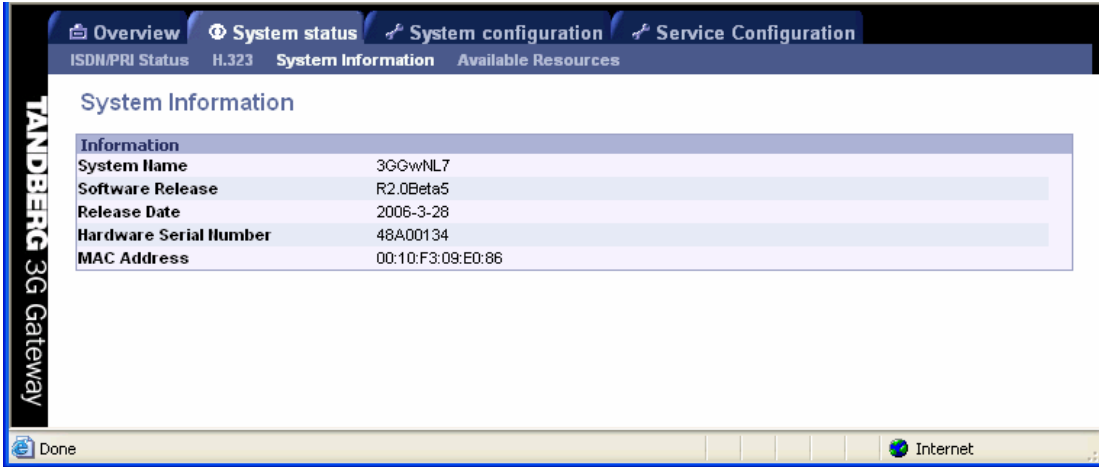 Overview System status System configuration Service Configuration
ISDN/PRI Status H.323 System Information Available Resources
TANDBERG 3G Gateway
System Information
Information
System Name 3GGwNL7
Software Release R2.0Beta5
Release Date 2006-3-28
Hardware Serial Number 48A00134
MAC Address 00:10:F3:09:E0:86
Done Internet